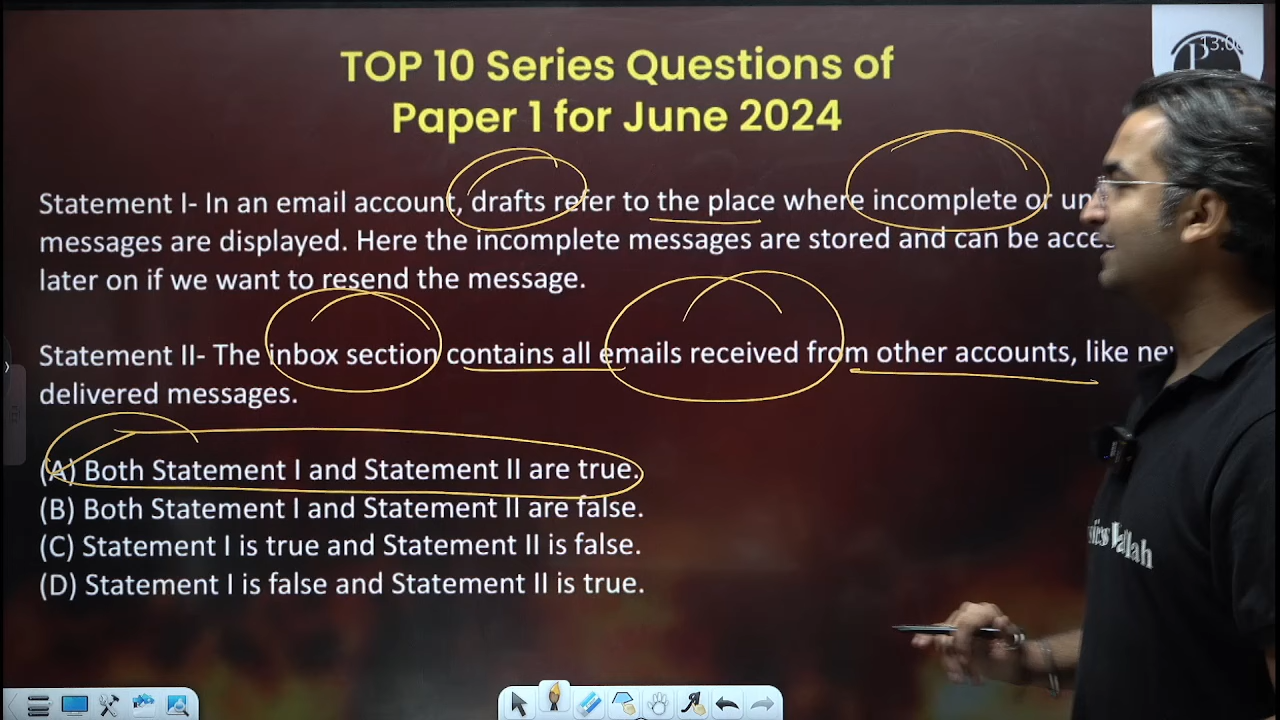 13:0
TOP 10 Series Questions of
Paper 1 for June 2024
Statement I- In an email account, drafts refer to the place where incomplete or
messages are displayed. Here the incomplete messages are stored and can be
later on if we want to resend the message.
Statement II- The inbox section contains all emails received from other accounts, like
delivered messages.
(A) Both Statement I and Statement II are true.
(B) Both Statement I and Statement II are false.
(C) Statement I is true and Statement II is false.
(D) Statement I is false and Statement II is true.